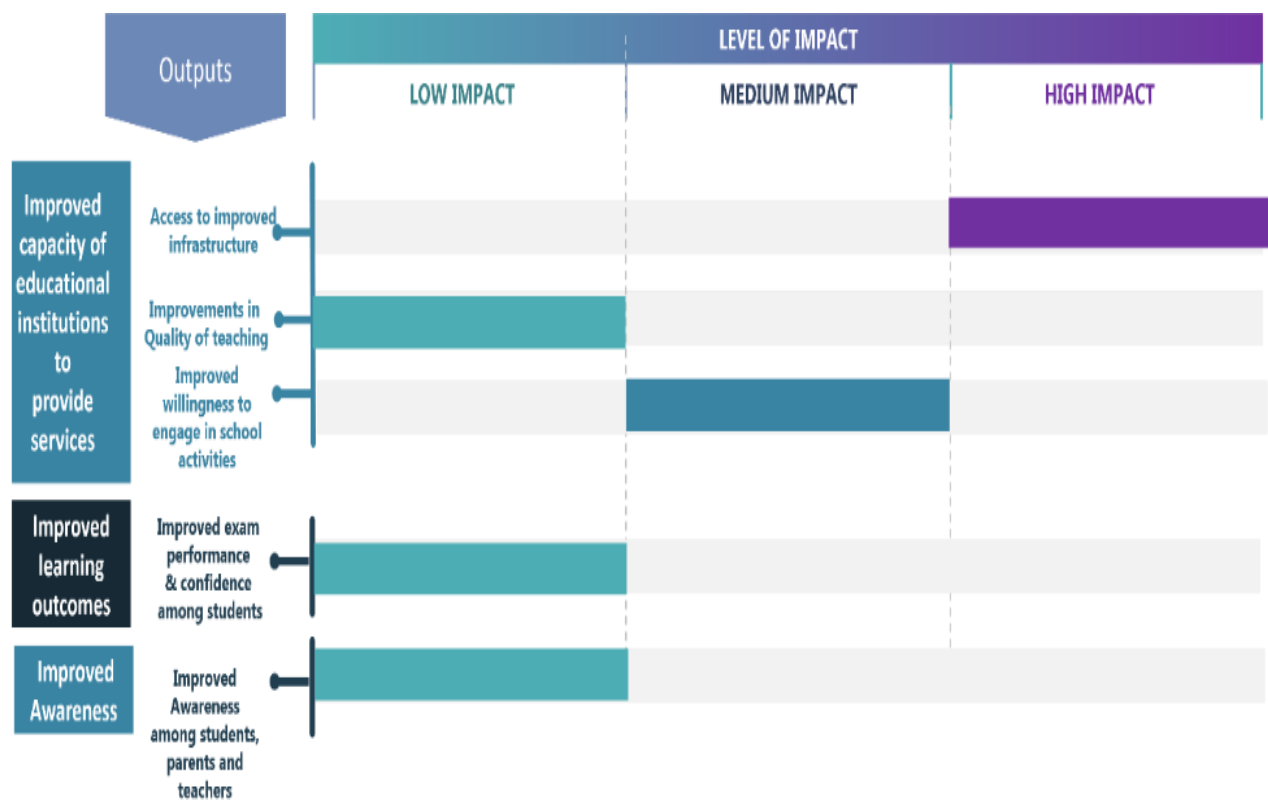 Outputs
LEVEL OF IMPACT
LOW IMPACT
MEDIUM IMPACT
HIGH IMPACT
Improved
capacity of
educational
institutions
to
provide
services
Access to improved
infrastructure
Improvements in
Quality of teaching
Improved
willingness to
engage in school
activities
Improved
learning
outcomes
Improved exam
performance
& confidence
among students
Improved
Awareness
Improved
Awareness
among students,
parents and
teachers